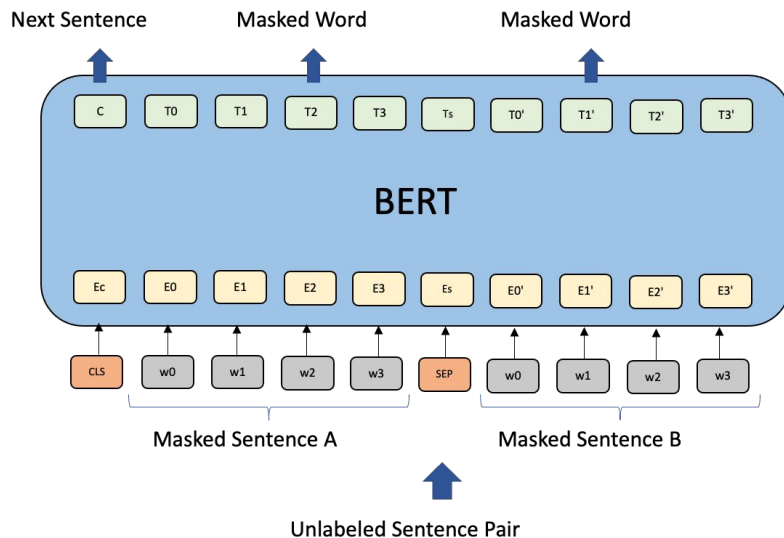 Next Sentence Masked Word Masked Word
C T0 T1 T2 T3 Ts T0' T1' T2' T3'
BERT
Ec E0 E1 E2 E3 Es E0' E1' E2' E3'
CLS w0 w1 w2 w3 SEP w0 w1 w2 w3
Masked Sentence A Masked Sentence B
Unlabeled Sentence Pair